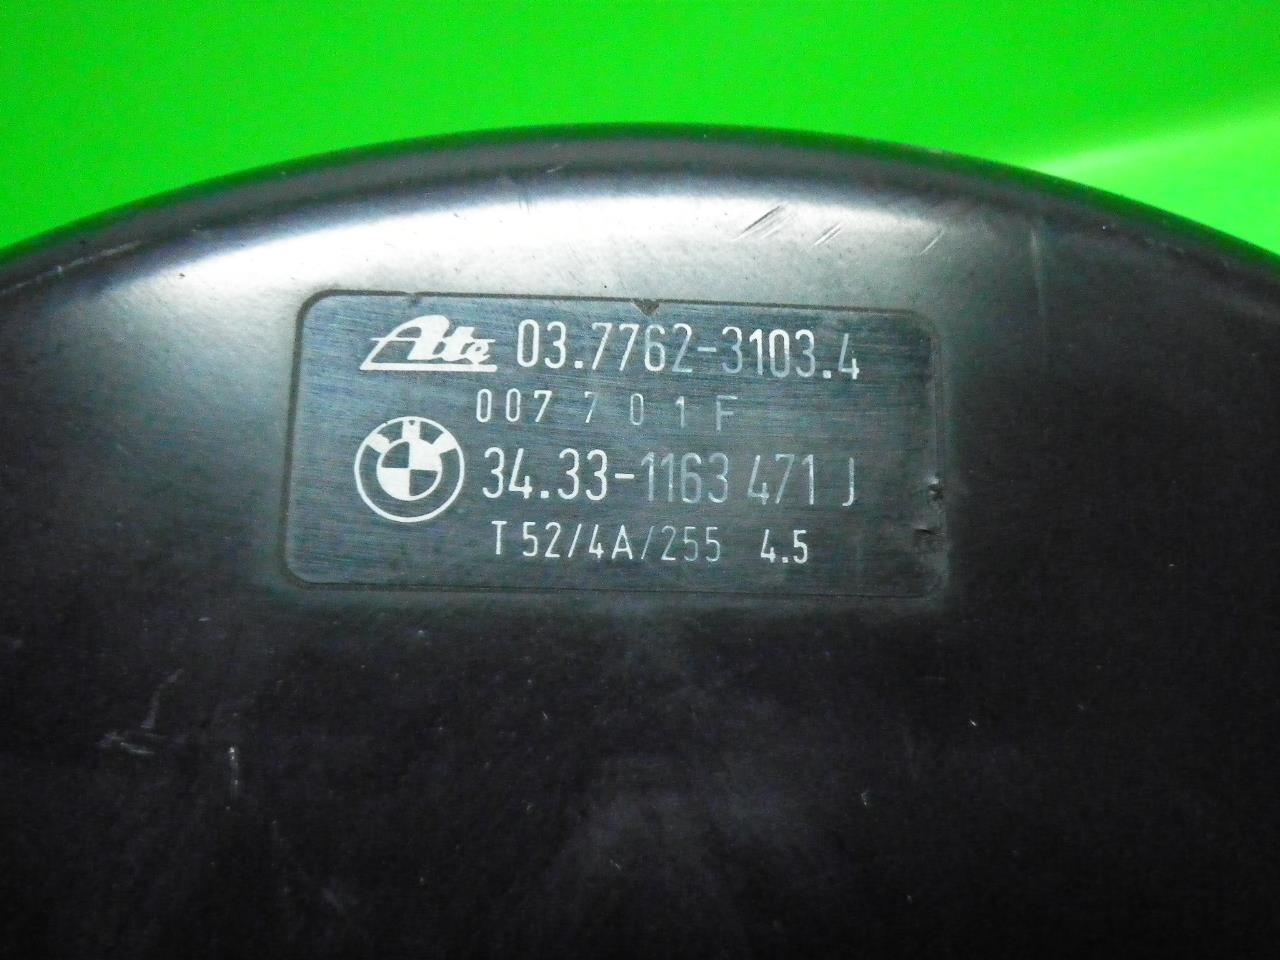 Ate 03.7762-3103.4
007 7 0 1 F
34.33-1163 471 J
T 52/4A/255 4.5